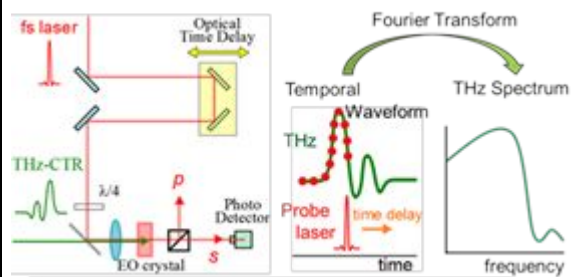 fs laser
Optical
Time Delay
THz-CTR
λ/4
p
s
Photo
Detector
EO crystal
Fourier Transform
Temporal
Waveform
THz Spectrum
THz
Probe
laser
time delay
time
frequency